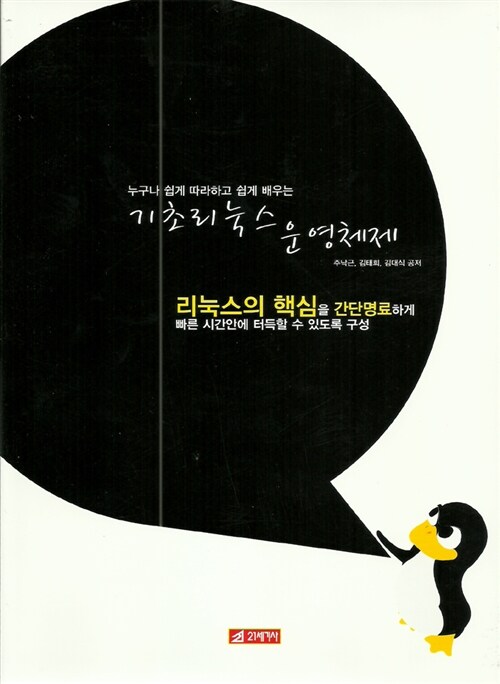 누구나 쉽게 따라하고 쉽게 배우는
기초리눅스 운영체제
주낙근, 김태희, 김대식 공저
리눅스의 핵심을 간단명료하게
빠른 시간안에 터득할 수 있도록 구성
21세기사